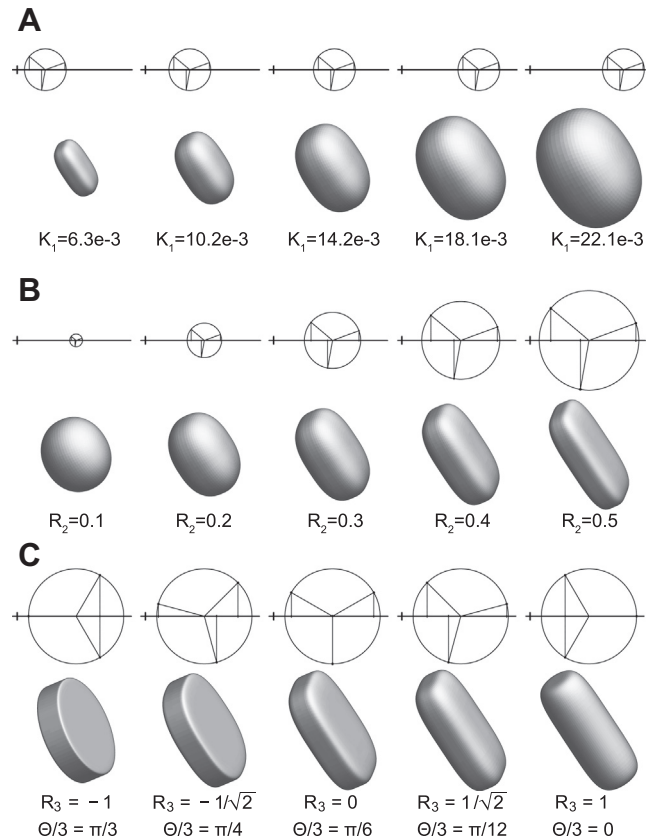 A
K₁=6.3e-3 K₁=10.2e-3 K₁=14.2e-3 K₁=18.1e-3 K₁=22.1e-3
B
R₂=0.1 R₂=0.2 R₂=0.3 R₂=0.4 R₂=0.5
C
R₃ = −1 R₃ = −1/√2 R₃ = 0 R₃ = 1/√2 R₃ = 1
Θ/3 = π/3 Θ/3 = π/4 Θ/3 = π/6 Θ/3 = π/12 Θ/3 = 0